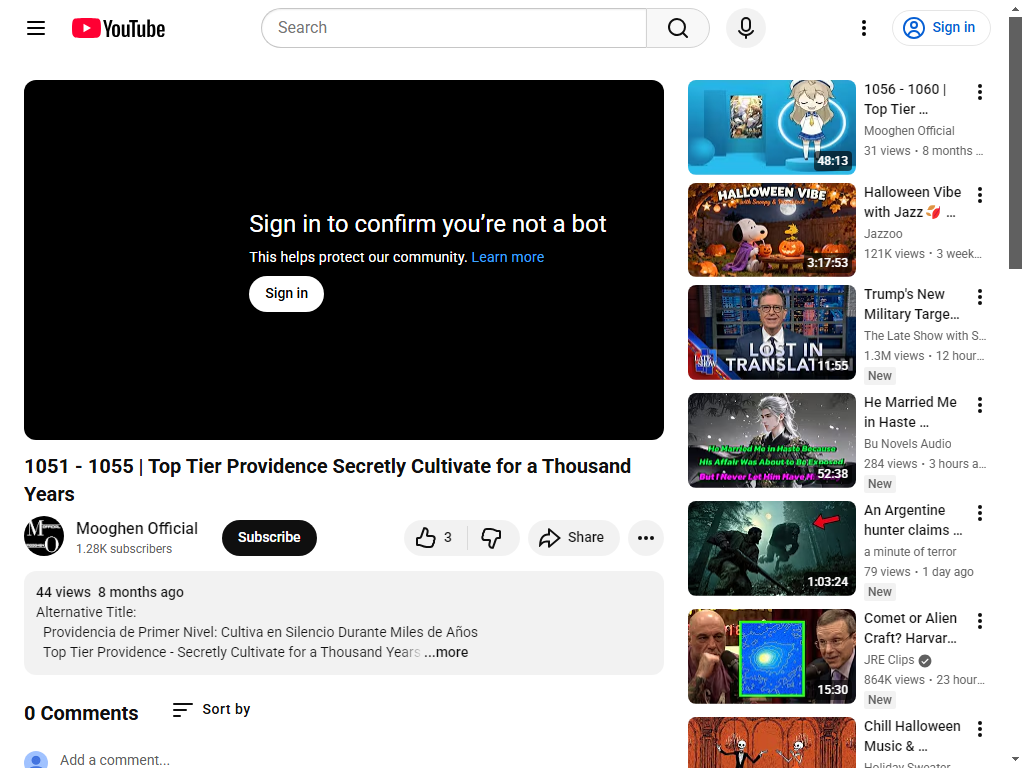 YouTube
Search
Sign in
Sign in to confirm you’re not a bot
This helps protect our community. Learn more
Sign in
1051 - 1055 | Top Tier Providence Secretly Cultivate for a Thousand
Years
Mooghen Official
1.28K subscribers
Subscribe
3
Share
44 views 8 months ago
Alternative Title:
Providencia de Primer Nivel: Cultiva en Silencio Durante Miles de Años
Top Tier Providence - Secretly Cultivate for a Thousand Years ...more
0 Comments
Sort by
Add a comment...
48:13
1056 - 1060 |
Top Tier ...
Mooghen Official
31 views • 8 months ...
HALLOWEEN VIBE
with Snoopy & Woodstock
3:17:53
Halloween Vibe
with Jazz 🍂 ...
Jazzoo
121K views • 3 week...
LATE SHOW
LOST IN
TRANSLATION
11:55
Trump's New
Military Targe...
The Late Show with S...
1.3M views • 12 hour...
New
He Married Me in Haste Because
His Affair Was About to Be Exposed
But I Never Let Him Have
52:38
He Married Me
in Haste ...
Bu Novels Audio
284 views • 3 hours a...
New
1:03:24
An Argentine
hunter claims ...
a minute of terror
79 views • 1 day ago
New
15:30
Comet or Alien
Craft? Harvar...
JRE Clips
864K views • 23 hour...
New
Chill Halloween
Music & ...
Holiday Sweater